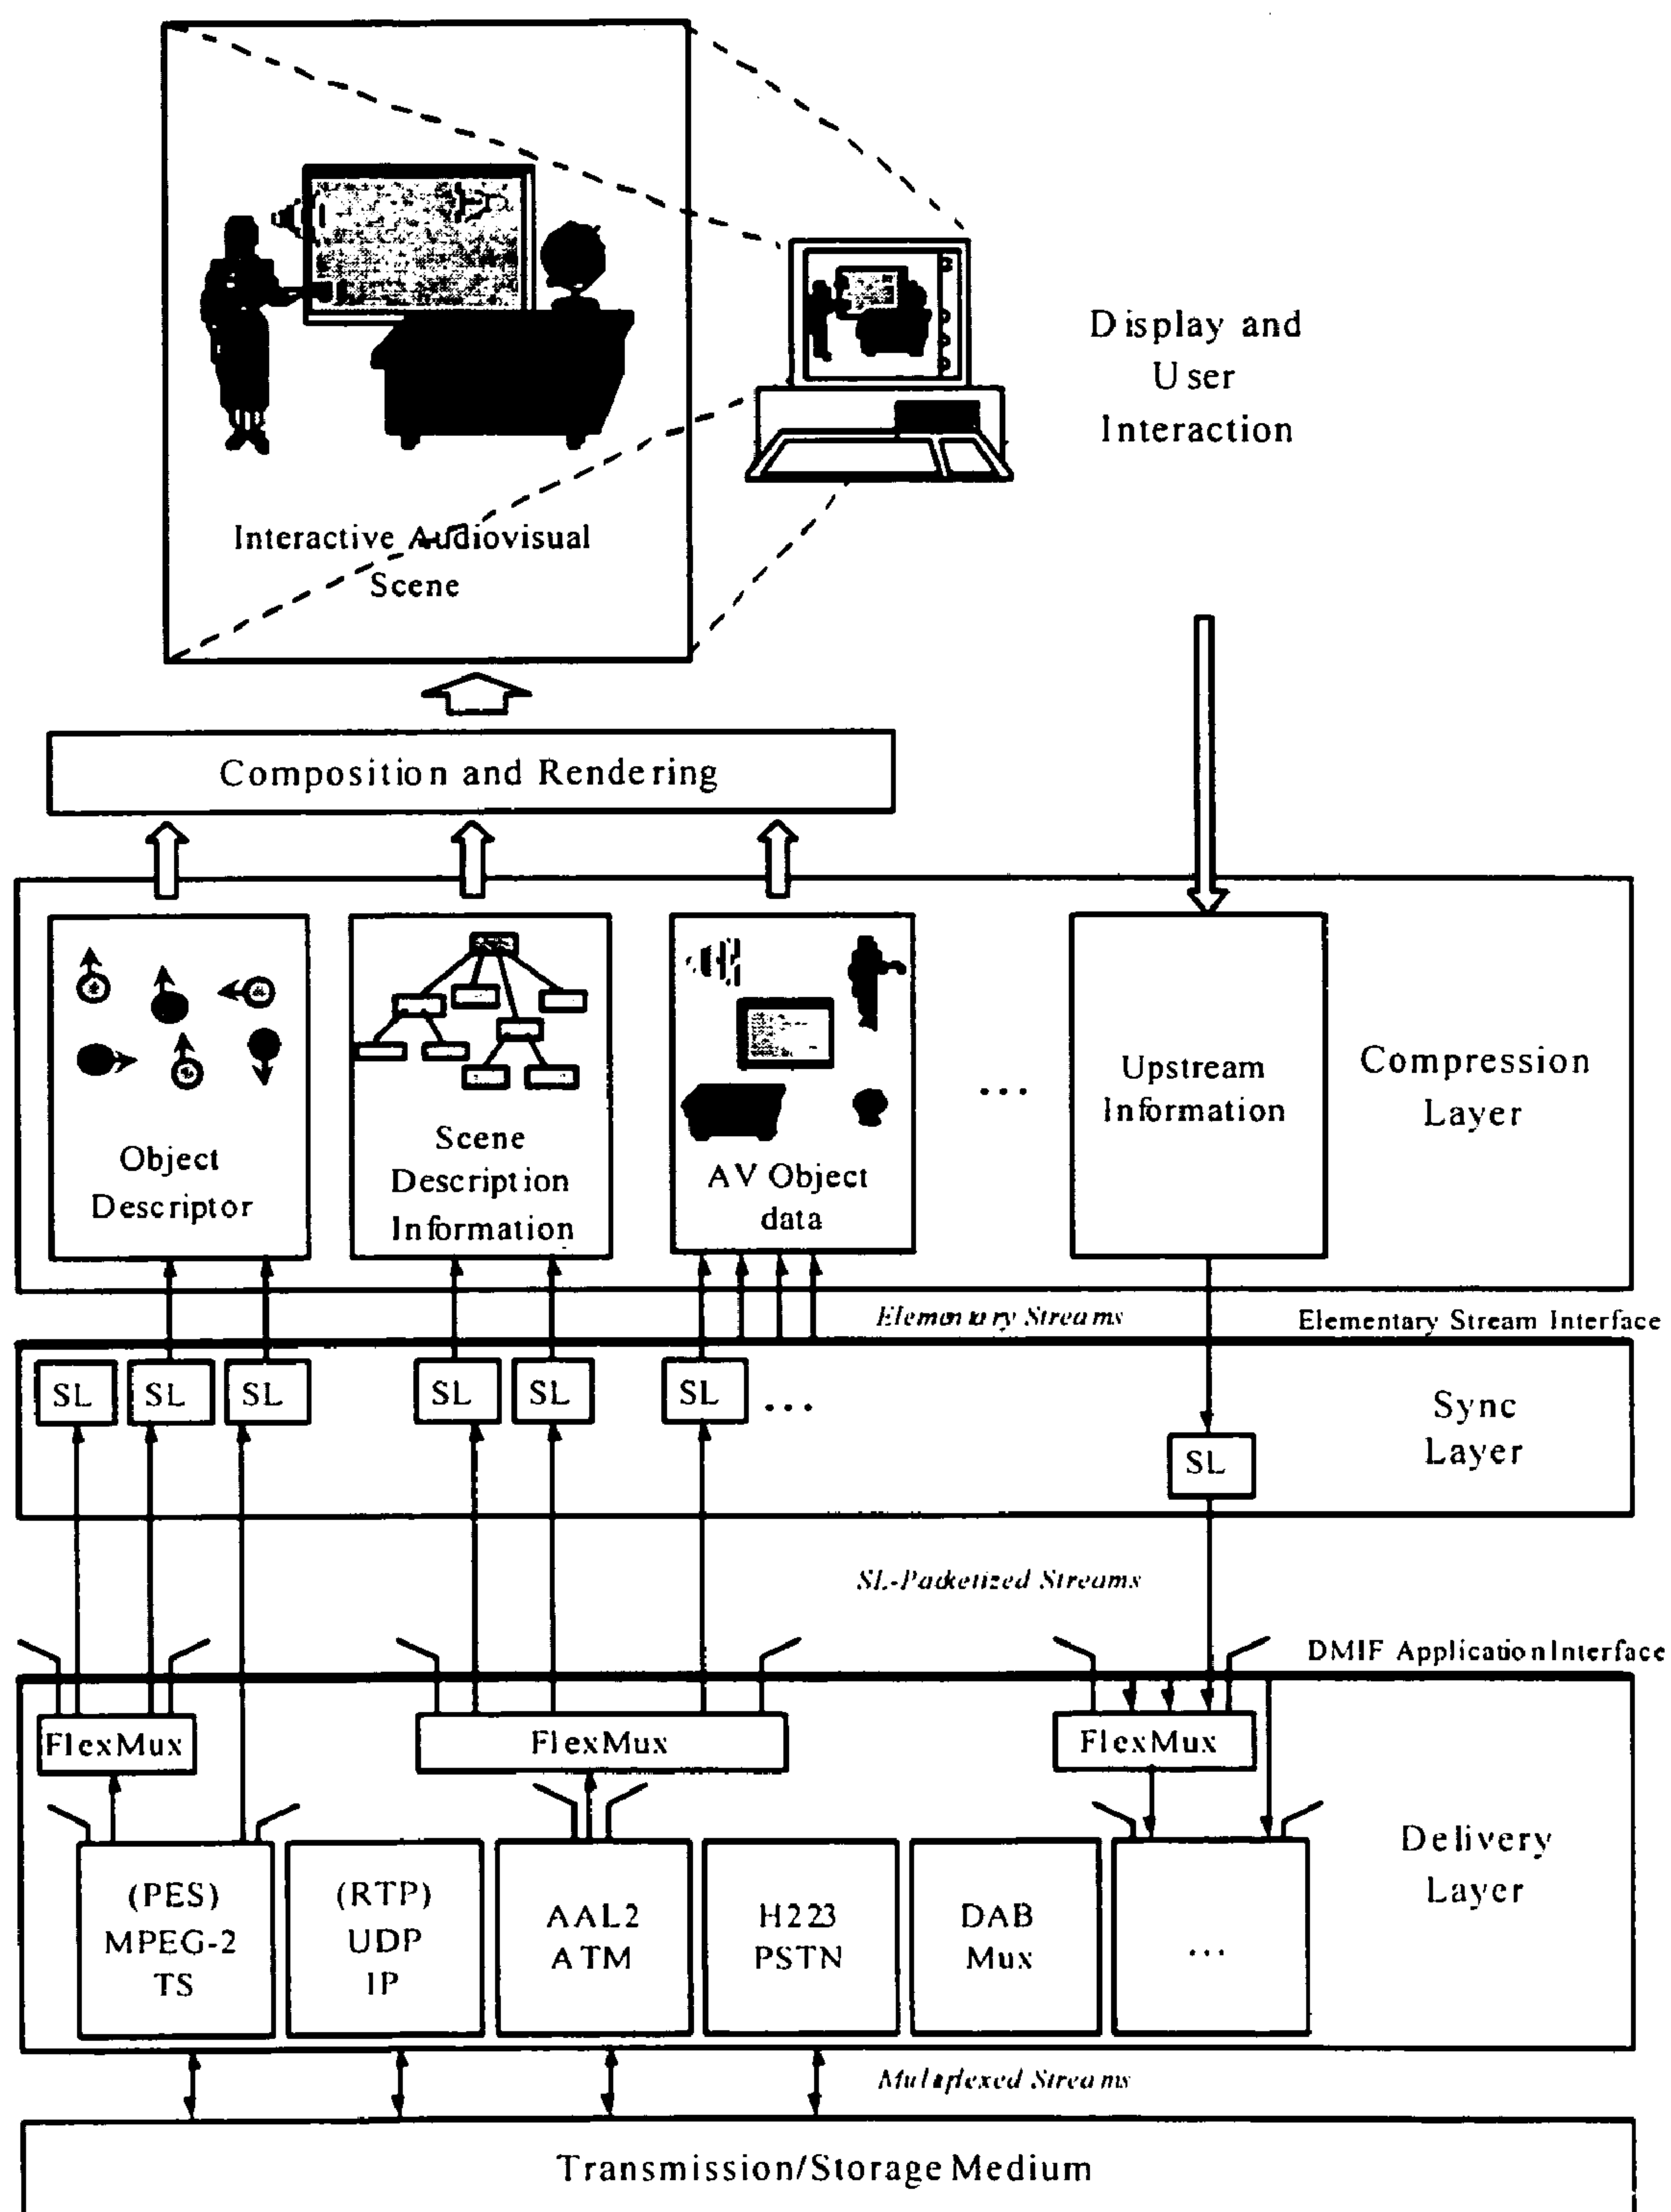 Display and
User
Interaction
Interactive Audiovisual
Scene
Composition and Rendering
Object
Descriptor
Scene
Description
Information
AV Object
data
...
Upstream
Information
Compression
Layer
Elementary Streams
Elementary Stream Interface
SL
SL
SL
SL
SL
SL
...
SL
Sync
Layer
SL-Packetized Streams
DMIF Application Interface
FlexMux
FlexMux
FlexMux
(PES)
MPEG-2
TS
(RTP)
UDP
IP
AAL2
ATM
H223
PSTN
DAB
Mux
...
Delivery
Layer
Multiplexed Streams
Transmission/Storage Medium